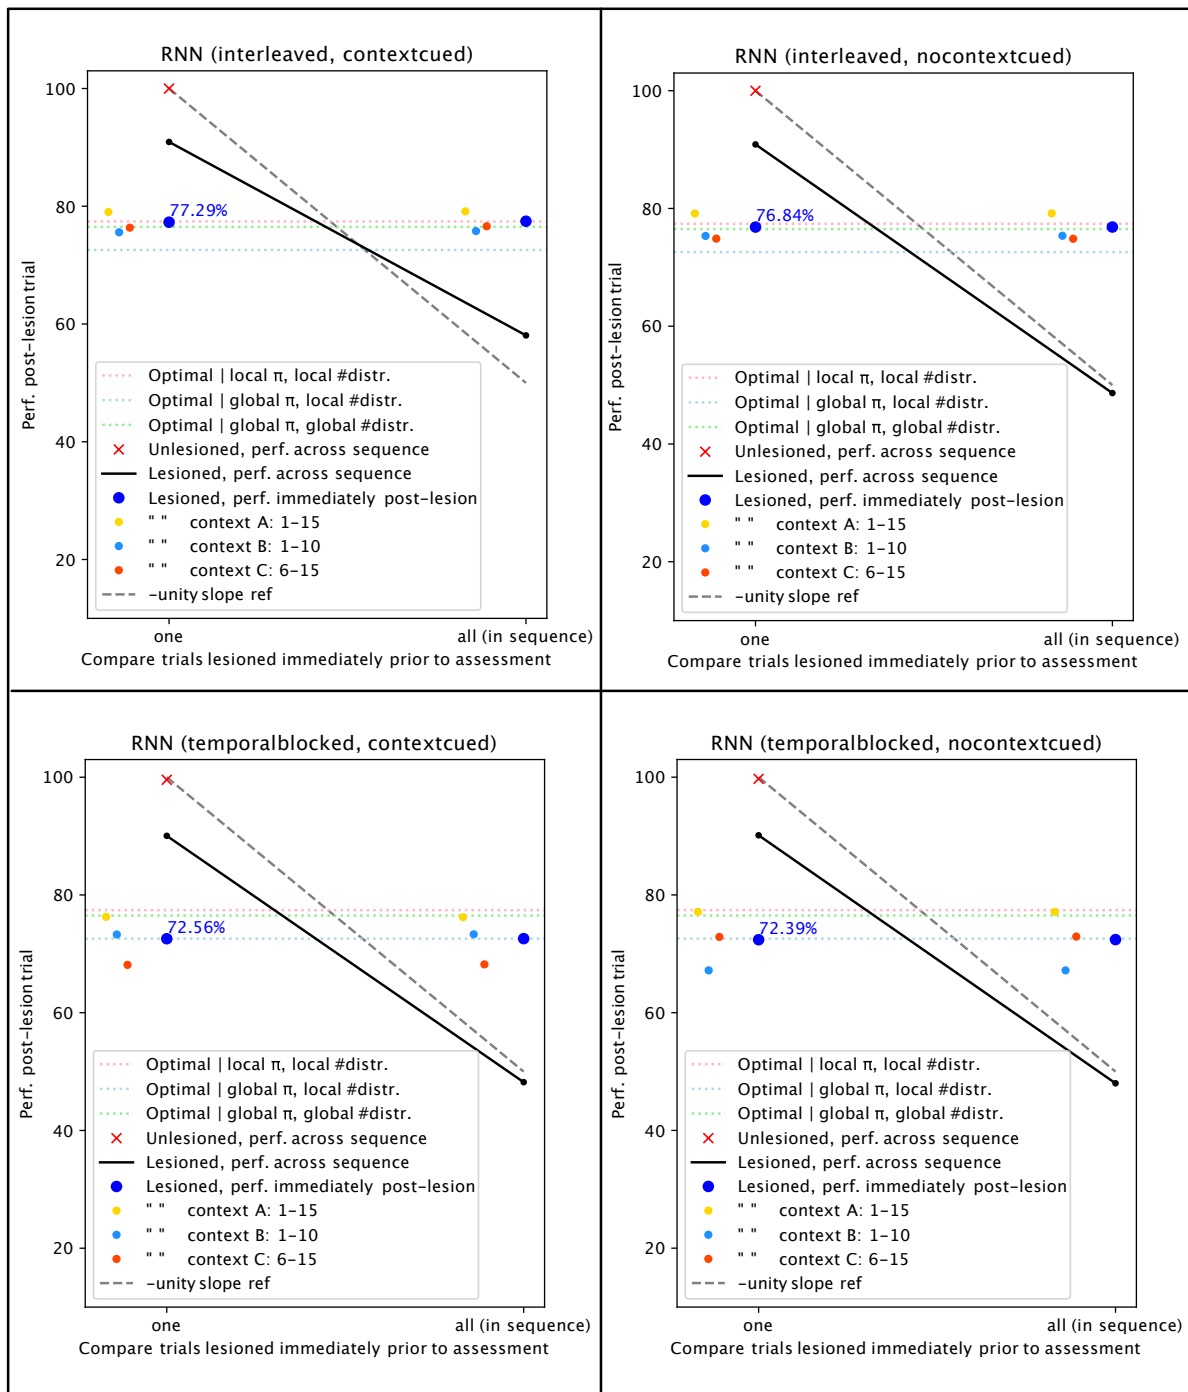 RNN (interleaved, contextcued)
100
80
60
40
20
Perf. post-lesion trial
77.29%
Optimal | local π, local #distr.
Optimal | global π, local #distr.
Optimal | global π, global #distr.
Unlesioned, perf. across sequence
Lesioned, perf. across sequence
Lesioned, perf. immediately post-lesion
" " context A: 1-15
" " context B: 1-10
" " context C: 6-15
-unity slope ref
one
all (in sequence)
Compare trials lesioned immediately prior to assessment
RNN (interleaved, nocontextcued)
100
80
60
40
20
Perf. post-lesion trial
76.84%
Optimal | local π, local #distr.
Optimal | global π, local #distr.
Optimal | global π, global #distr.
Unlesioned, perf. across sequence
Lesioned, perf. across sequence
Lesioned, perf. immediately post-lesion
" " context A: 1-15
" " context B: 1-10
" " context C: 6-15
-unity slope ref
one
all (in sequence)
Compare trials lesioned immediately prior to assessment
RNN (temporalblocked, contextcued)
100
80
60
40
20
Perf. post-lesion trial
72.56%
Optimal | local π, local #distr.
Optimal | global π, local #distr.
Optimal | global π, global #distr.
Unlesioned, perf. across sequence
Lesioned, perf. across sequence
Lesioned, perf. immediately post-lesion
" " context A: 1-15
" " context B: 1-10
" " context C: 6-15
-unity slope ref
one
all (in sequence)
Compare trials lesioned immediately prior to assessment
RNN (temporalblocked, nocontextcued)
100
80
60
40
20
Perf. post-lesion trial
72.39%
Optimal | local π, local #distr.
Optimal | global π, local #distr.
Optimal | global π, global #distr.
Unlesioned, perf. across sequence
Lesioned, perf. across sequence
Lesioned, perf. immediately post-lesion
" " context A: 1-15
" " context B: 1-10
" " context C: 6-15
-unity slope ref
one
all (in sequence)
Compare trials lesioned immediately prior to assessment